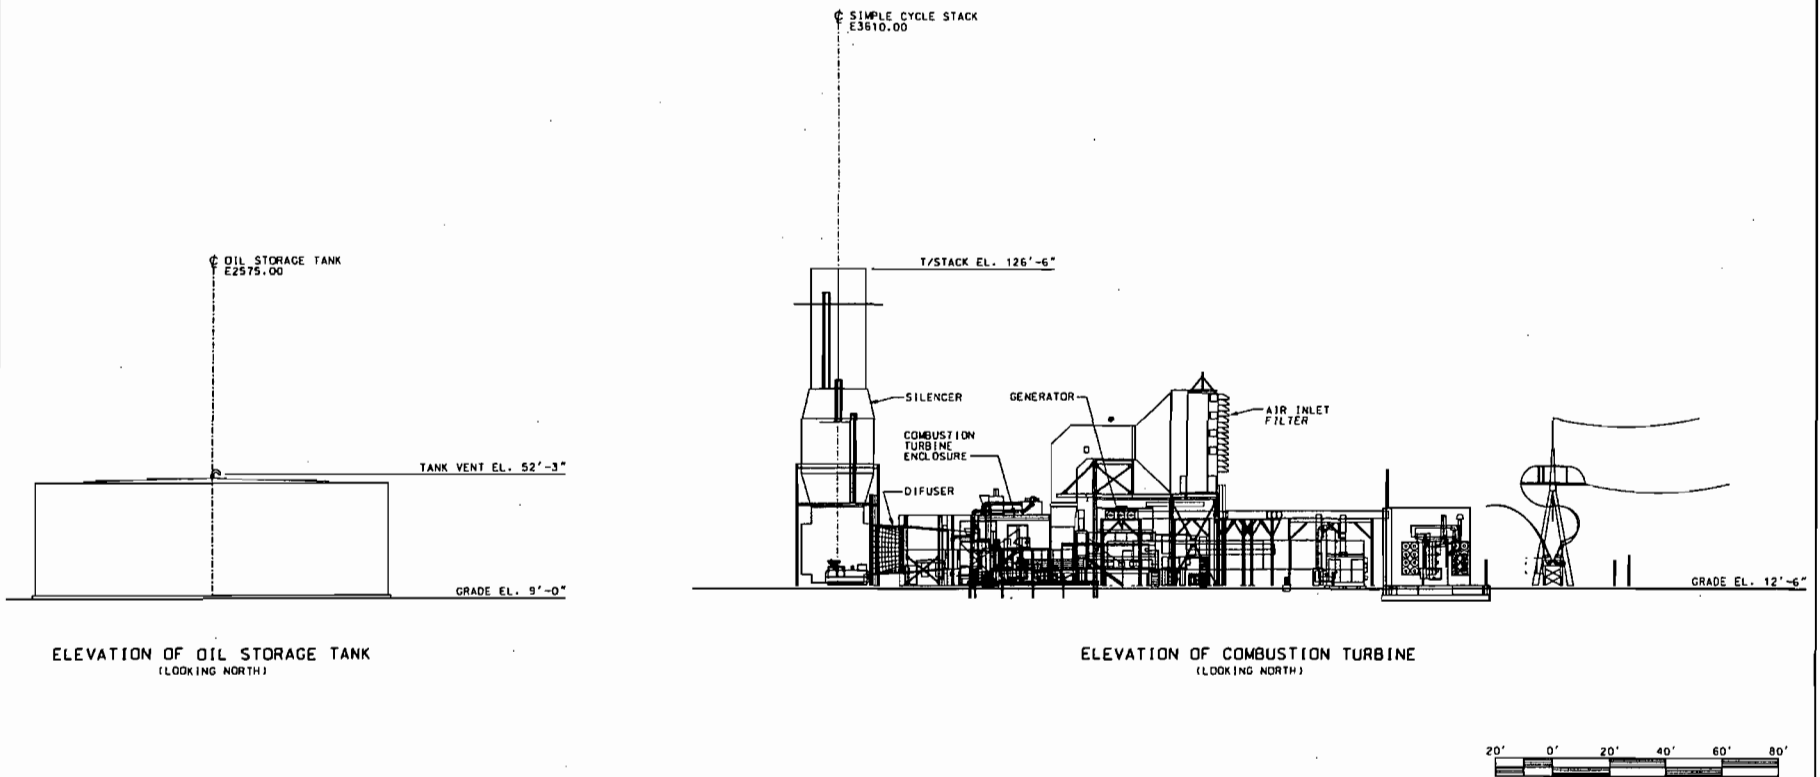 ℄ SIMPLE CYCLE STACK
E3610.00
℄ OIL STORAGE TANK
E2575.00
T/STACK EL. 126'-6"
SILENCER
GENERATOR
AIR INLET
FILTER
COMBUSTION
TURBINE
ENCLOSURE
TANK VENT EL. 52'-3"
DIFUSER
GRADE EL. 9'-0"
GRADE EL. 12'-6"
ELEVATION OF OIL STORAGE TANK
(LOOKING NORTH)
ELEVATION OF COMBUSTION TURBINE
(LOOKING NORTH)
20' 0' 20' 40' 60' 80'